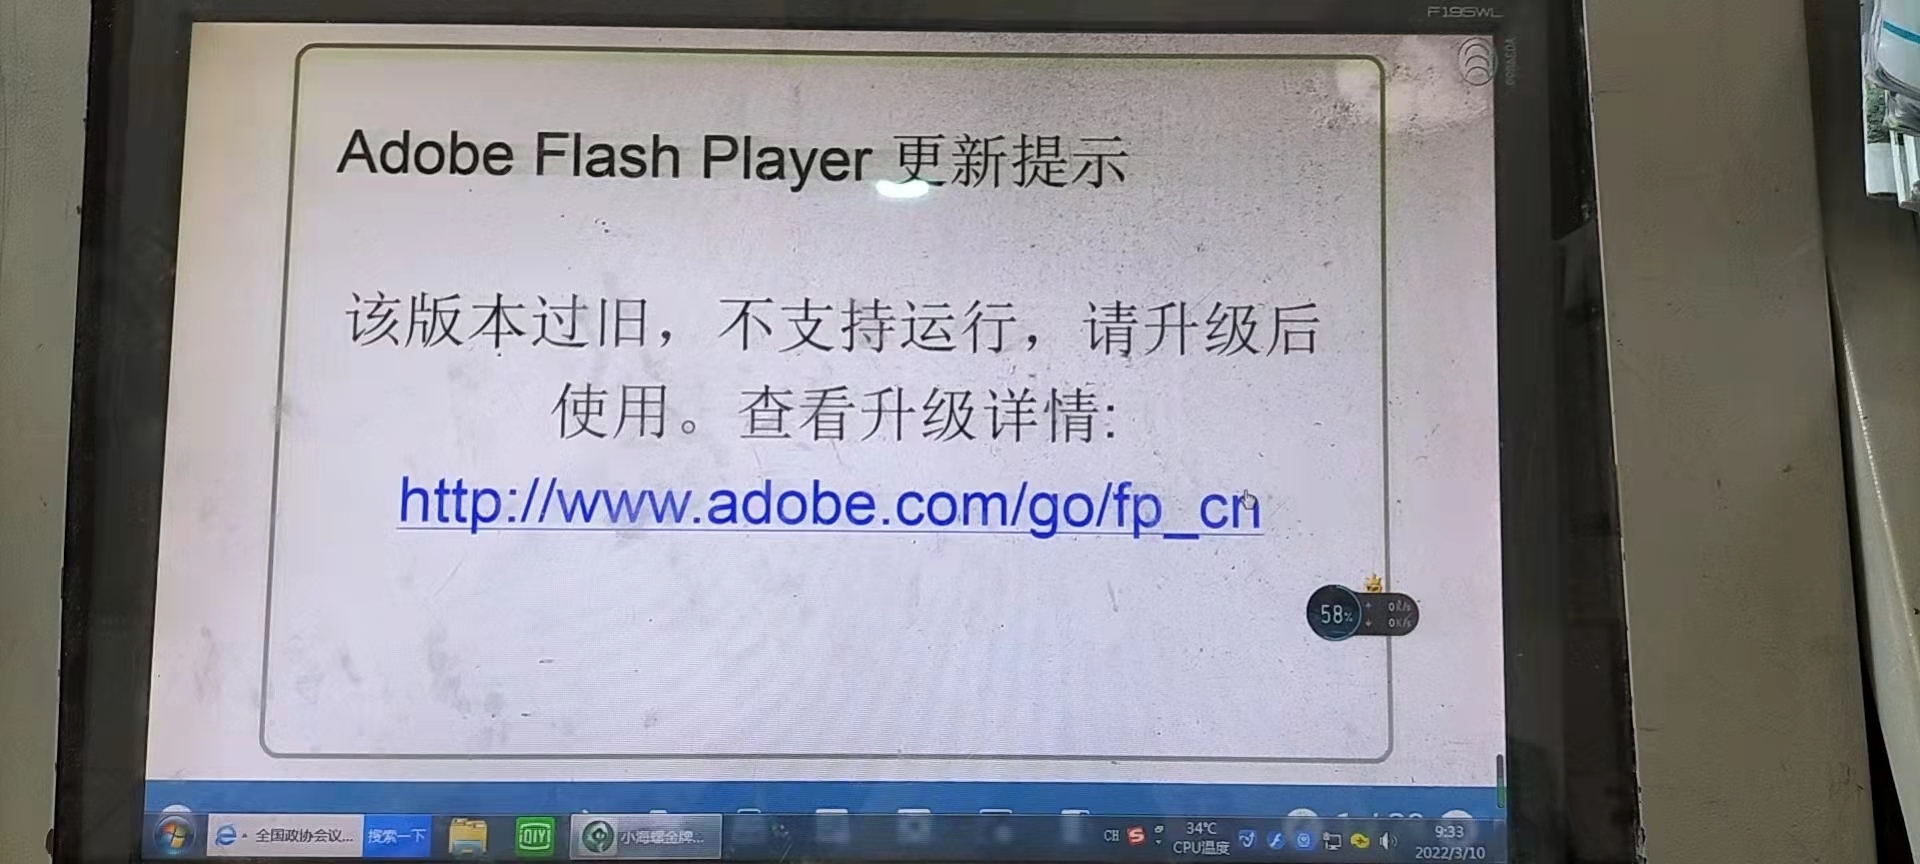 F195WL
Adobe Flash Player 更新提示
该版本过旧，不支持运行，请升级后
使用。查看升级详情:
http://www.adobe.com/go/fp_cn
58%
0K/s
0K/s
全国政协会议... 搜索一下
iQIYI
小海螺金牌...
CH
34℃
CPU温度
9:33
2022/3/10